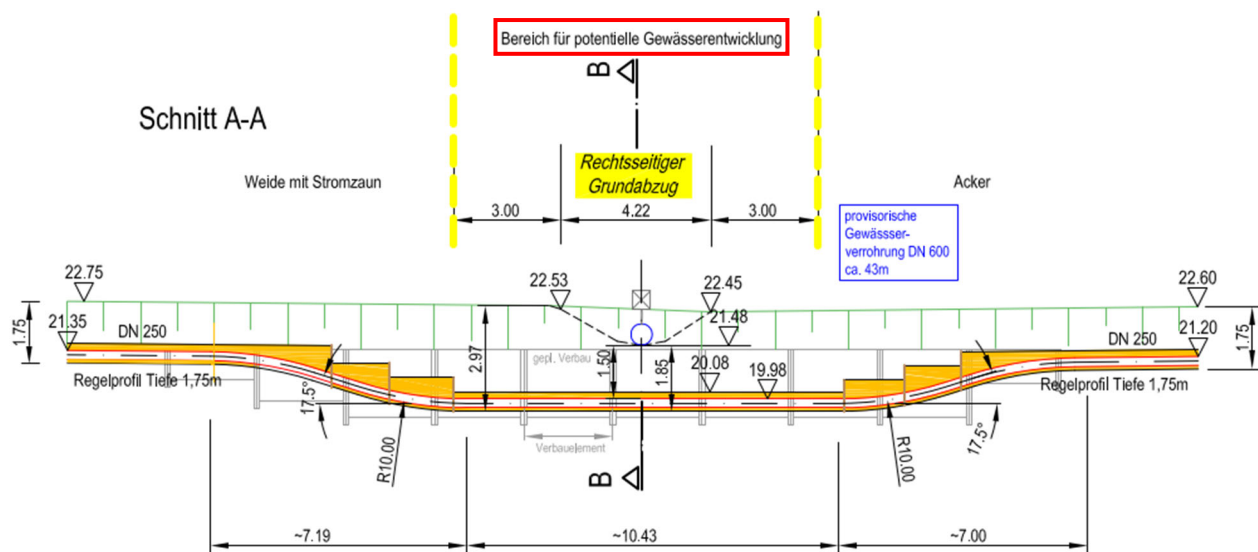 Bereich für potentielle Gewässerentwicklung
B
Schnitt A-A
Rechtsseitiger
Grundabzug
Weide mit Stromzaun
Acker
3.00
4.22
3.00
provisorische
Gewässser-
verrohrung DN 600
ca. 43m
22.75
22.53
22.45
22.60
21.48
1.75
21.35
DN 250
2.97
gepl. Verbau
1.50
1.85
DN 250
21.20
1.75
20.08
19.98
Regelprofil Tiefe 1,75m
Regelprofil Tiefe 1,75m
17.5°
R10.00
Verbauelement
R10.00
17.5°
B
~7.19
~10.43
~7.00